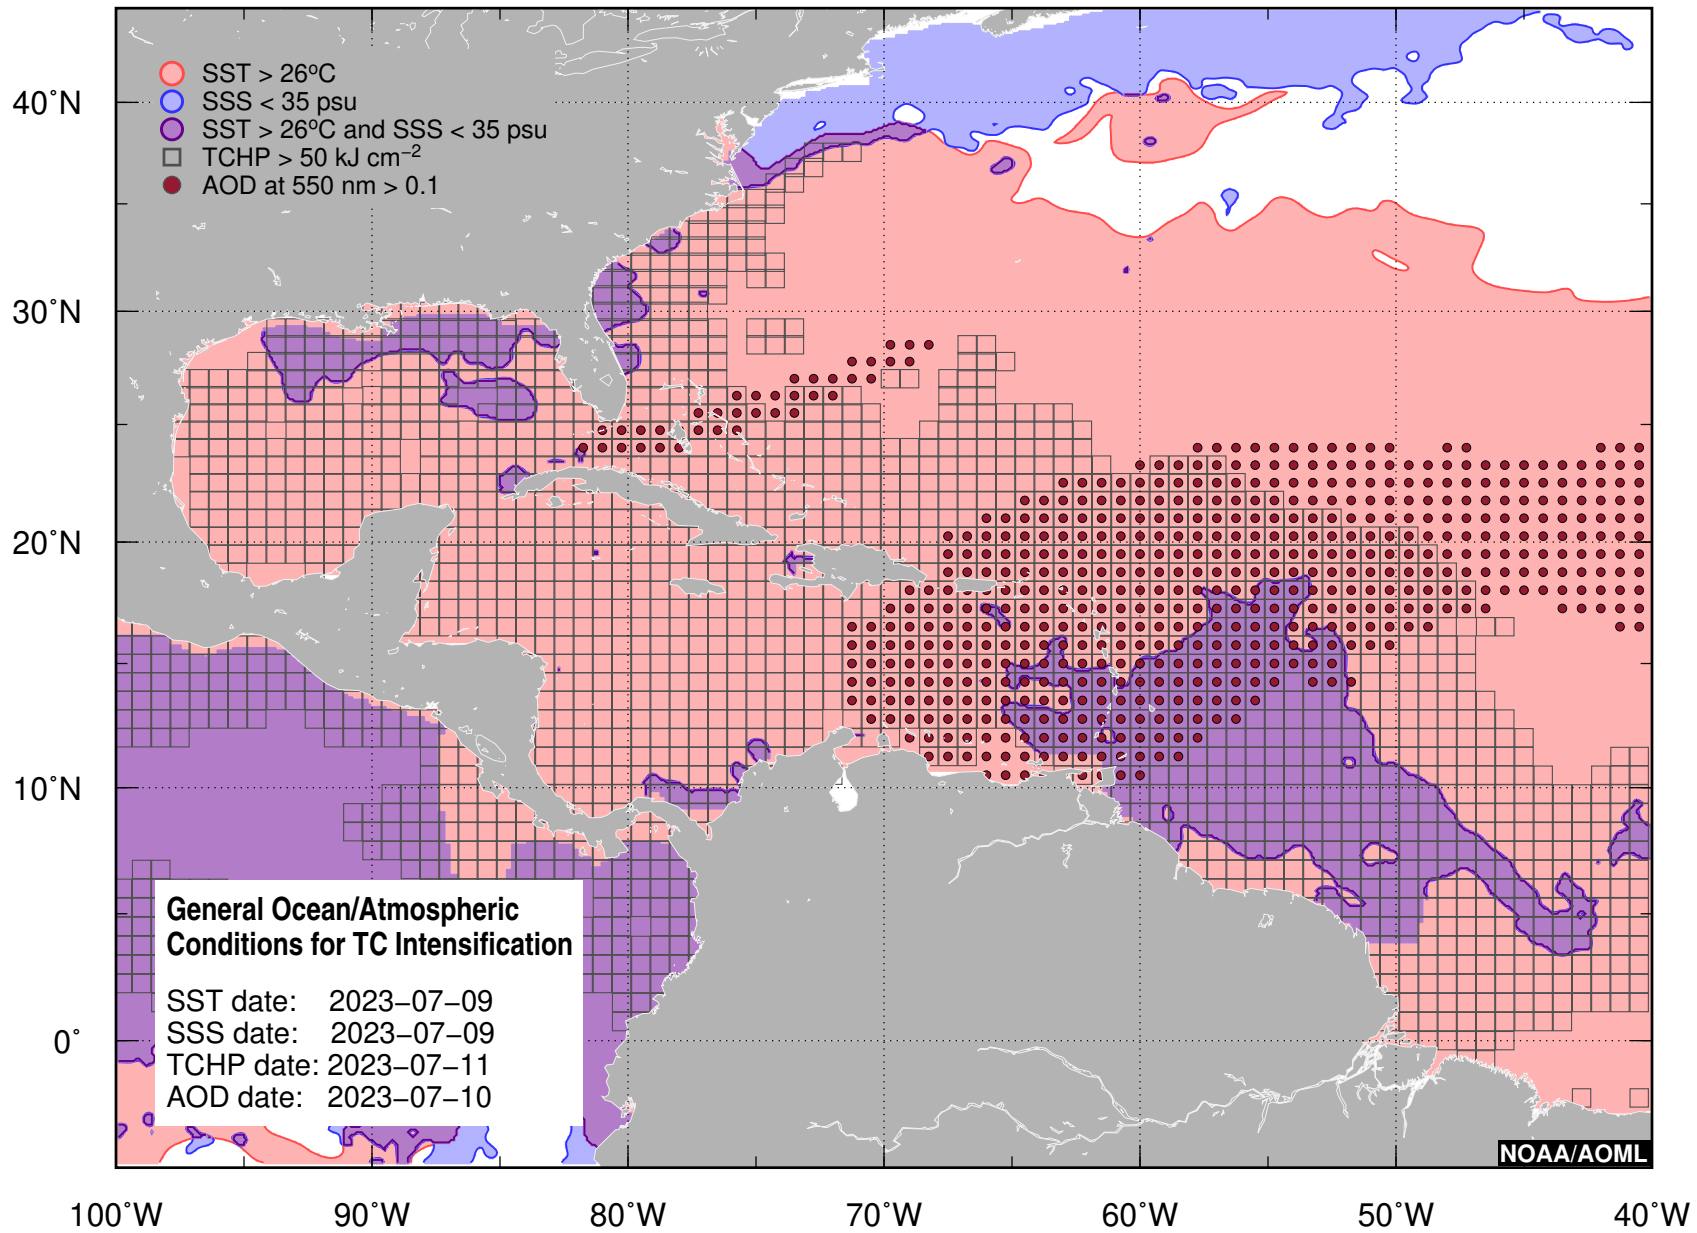 SST > 26°C
SSS < 35 psu
SST > 26°C and SSS < 35 psu
TCHP > 50 kJ cm⁻²
AOD at 550 nm > 0.1
40˚N
30˚N
20˚N
10˚N
0˚
General Ocean/Atmospheric
Conditions for TC Intensification
SST date: 2023−07−09
SSS date: 2023−07−09
TCHP date: 2023−07−11
AOD date: 2023−07−10
NOAA/AOML
100˚W 90˚W 80˚W 70˚W 60˚W 50˚W 40˚W